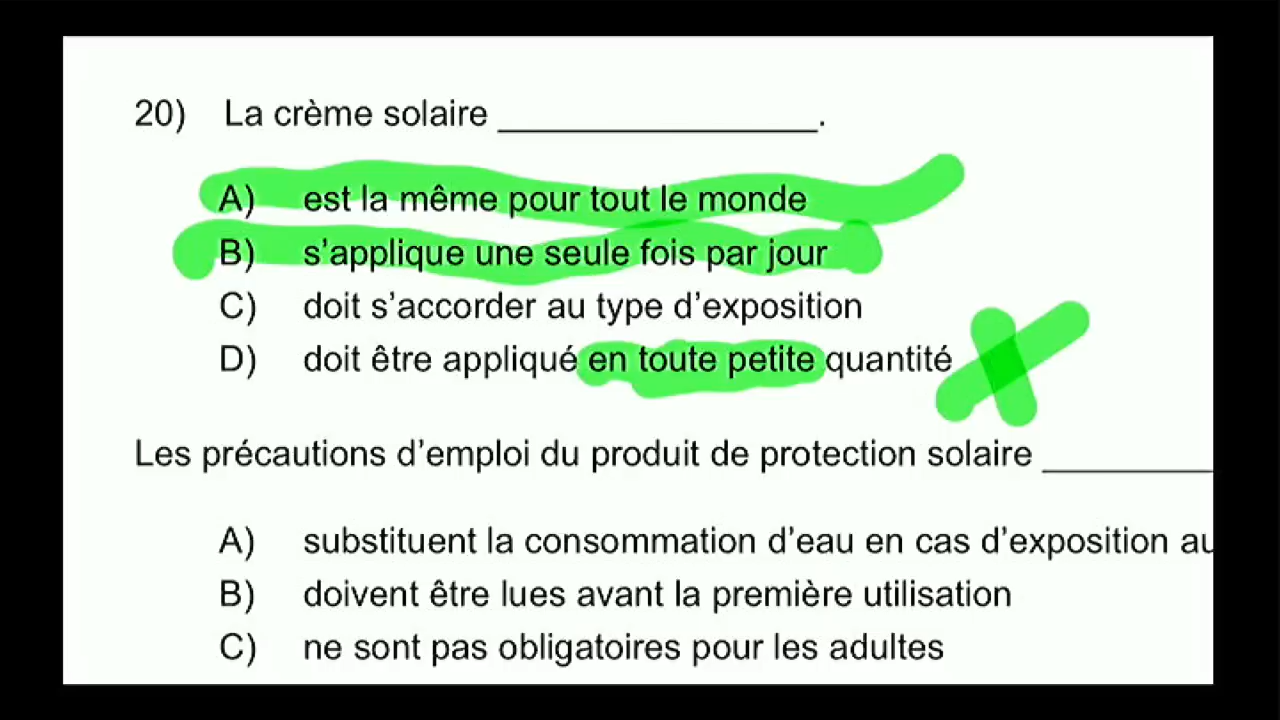 20) La crème solaire ________________.
A) est la même pour tout le monde
B) s’applique une seule fois par jour
C) doit s’accorder au type d’exposition
D) doit être appliqué en toute petite quantité
Les précautions d’emploi du produit de protection solaire _________
A) substituent la consommation d’eau en cas d’exposition au
B) doivent être lues avant la première utilisation
C) ne sont pas obligatoires pour les adultes